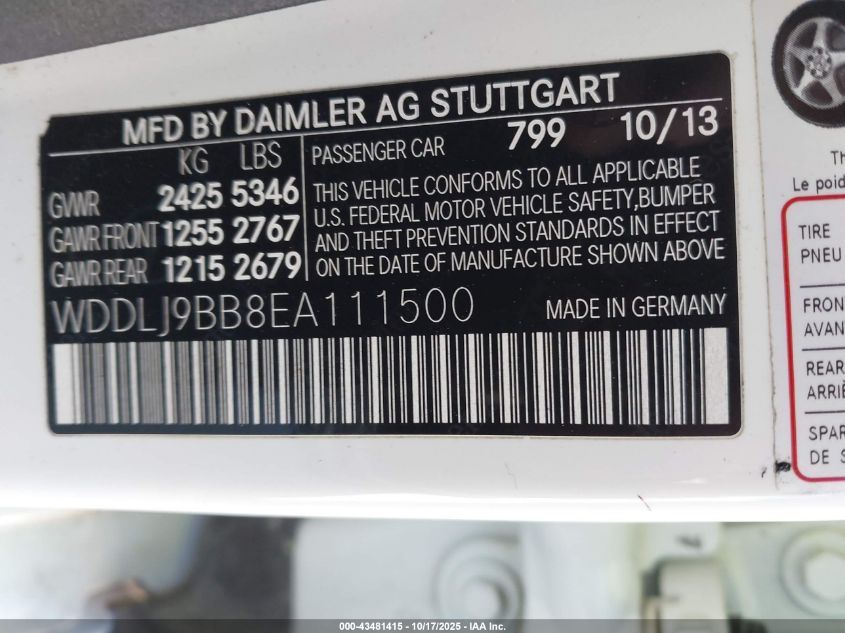 MFD BY DAIMLER AG STUTTGART
KG LBS
GVWR 2425 5346
GAWR FRONT 1255 2767
GAWR REAR 1215 2679
PASSENGER CAR 799 10/13
THIS VEHICLE CONFORMS TO ALL APPLICABLE
U.S. FEDERAL MOTOR VEHICLE SAFETY,BUMPER
AND THEFT PREVENTION STANDARDS IN EFFECT
ON THE DATE OF MANUFACTURE SHOWN ABOVE
WDDLJ9BB8EA111500 MADE IN GERMANY
Th
Le poid
TIRE
PNEU
FRON
AVAN
REAR
ARRIÈ
SPAR
DE S
000-43481415 - 10/17/2025 - IAA Inc.